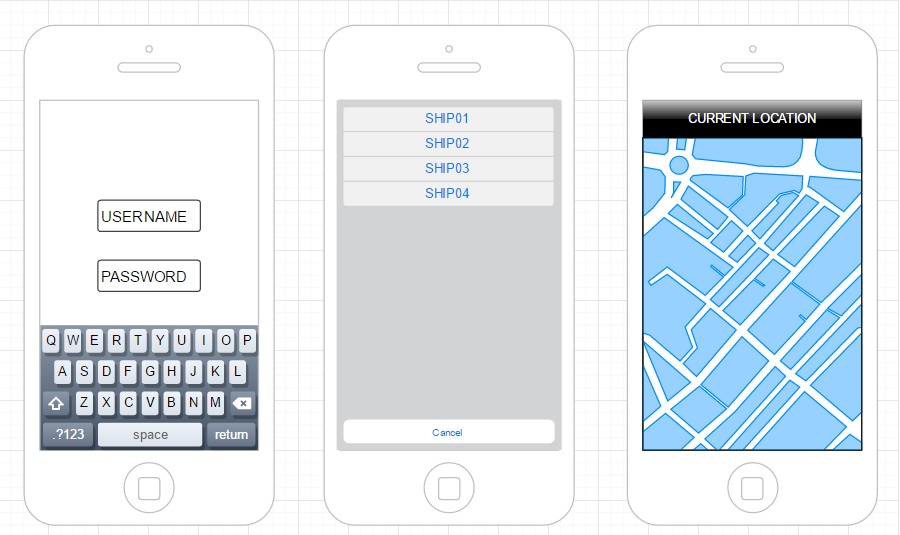 USERNAME
PASSWORD
Q W E R T Y U I O P
A S D F G H J K L
Z X C V B N M
.?123 space return
SHIP01
SHIP02
SHIP03
SHIP04
Cancel
CURRENT LOCATION